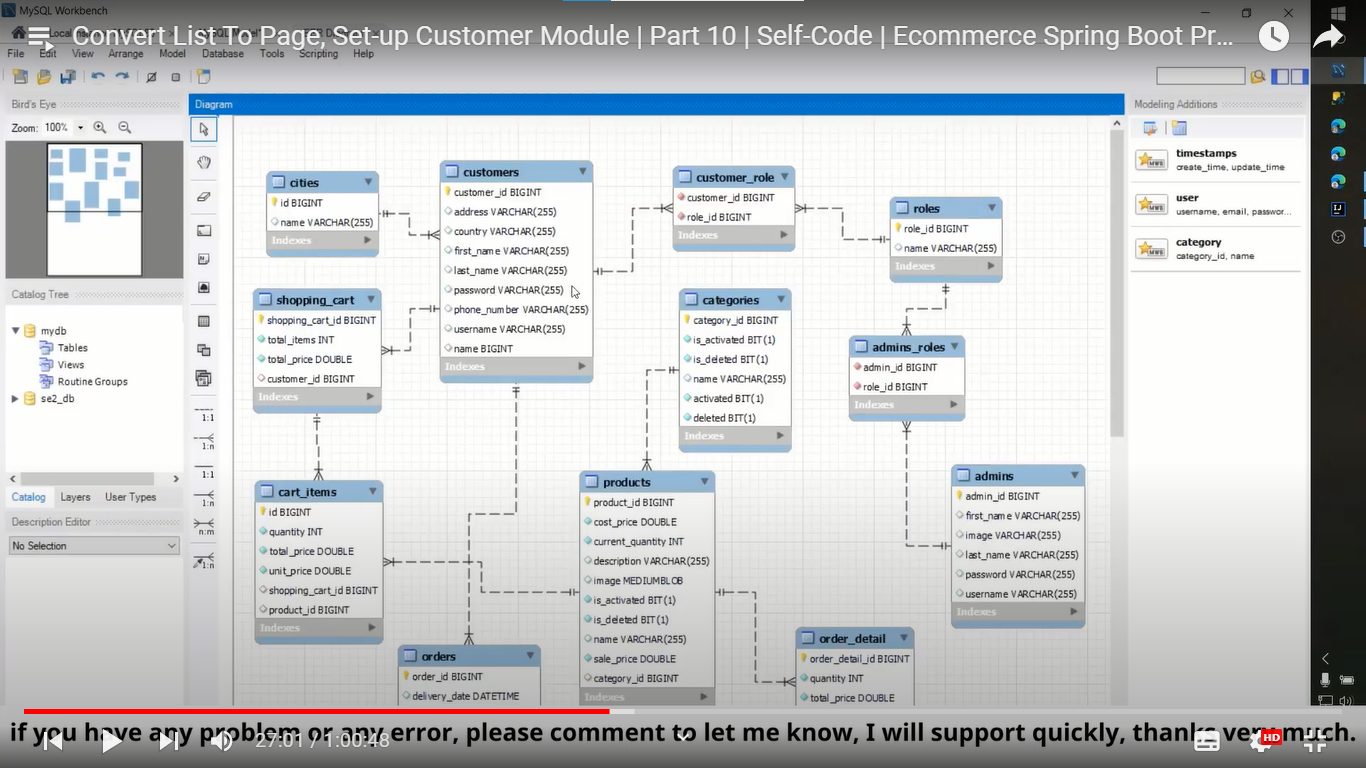 MySQL Workbench
Convert List To Page, Set-up Customer Module | Part 10 | Self-Code | Ecommerce Spring Boot Pr...
File Edit View Arrange Model Database Tools Scripting Help
Bird's Eye
Zoom: 100%
Catalog Tree
mydb
Tables
Views
Routine Groups
se2_db
Catalog Layers User Types
Description Editor
No Selection
Diagram
1:1
1:n
1:1
1:n
n:m
1:n
cities
id BIGINT
name VARCHAR(255)
Indexes
customers
customer_id BIGINT
address VARCHAR(255)
country VARCHAR(255)
first_name VARCHAR(255)
last_name VARCHAR(255)
password VARCHAR(255)
phone_number VARCHAR(255)
username VARCHAR(255)
name BIGINT
Indexes
customer_role
customer_id BIGINT
role_id BIGINT
Indexes
roles
role_id BIGINT
name VARCHAR(255)
Indexes
shopping_cart
shopping_cart_id BIGINT
total_items INT
total_price DOUBLE
customer_id BIGINT
Indexes
categories
category_id BIGINT
is_activated BIT(1)
is_deleted BIT(1)
name VARCHAR(255)
activated BIT(1)
deleted BIT(1)
Indexes
admins_roles
admin_id BIGINT
role_id BIGINT
Indexes
cart_items
id BIGINT
quantity INT
total_price DOUBLE
unit_price DOUBLE
shopping_cart_id BIGINT
product_id BIGINT
Indexes
products
product_id BIGINT
cost_price DOUBLE
current_quantity INT
description VARCHAR(255)
image MEDIUMBLOB
is_activated BIT(1)
is_deleted BIT(1)
name VARCHAR(255)
sale_price DOUBLE
category_id BIGINT
Indexes
admins
admin_id BIGINT
first_name VARCHAR(255)
image VARCHAR(255)
last_name VARCHAR(255)
password VARCHAR(255)
username VARCHAR(255)
Indexes
orders
order_id BIGINT
delivery_date DATETIME
order_detail
order_detail_id BIGINT
quantity INT
total_price DOUBLE
Modeling Additions
timestamps
create_time, update_time
user
username, email, passwor...
category
category_id, name
if you have any problem or any error, please comment to let me know, I will support quickly, thanks very much.
27:01 / 1:00:48
HD